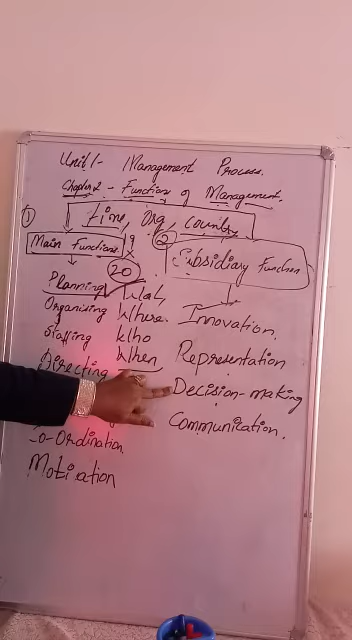 Unit 1- Management Process.
Chapter 2 - Functions of Management.
Time, Org, Country
① Main Functions
② Subsidiary Function
20
Planning What,
Organising Where
Staffing Who
Directing When
Co-Ordination
Motivation
Innovation.
Representation
Decision-making
Communication.